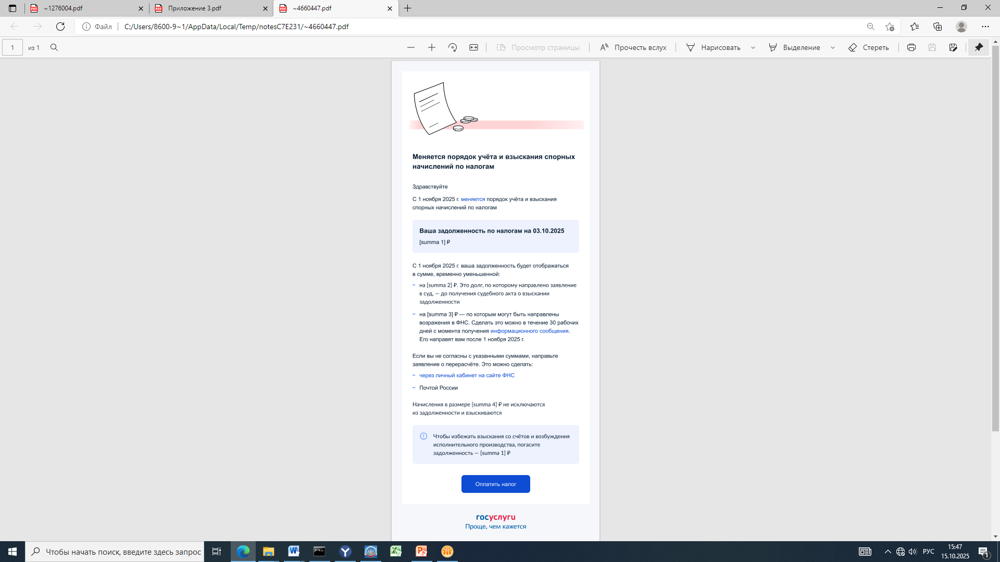 ~1276004.pdf
Приложение 3.pdf
~4660447.pdf
Файл
C:/Users/8600-9~1/AppData/Local/Temp/notesC7E231/~4660447.pdf
1 из 1
Просмотр страницы
Прочесть вслух
Нарисовать
Выделение
Стереть
Меняется порядок учёта и взыскания спорных
начислений по налогам
Здравствуйте
С 1 ноября 2025 г. меняется порядок учёта и взыскания
спорных начислений по налогам
Ваша задолженность по налогам на 03.10.2025
[summa 1] ₽
С 1 ноября 2025 г. ваша задолженность будет отображаться
в сумме, временно уменьшенной:
– на [summa 2] ₽. Это долг, по которому направлено заявление
в суд, — до получения судебного акта о взыскании
задолженности
– на [summa 3] ₽ — по которым могут быть направлены
возражения в ФНС. Сделать это можно в течение 30 рабочих
дней с момента получения информационного сообщения.
Его направят вам после 1 ноября 2025 г.
Если вы не согласны с указанными суммами, направьте
заявление о перерасчёте. Это можно сделать:
– через личный кабинет на сайте ФНС
– Почтой России
Начисления в размере [summa 4] ₽ не исключаются
из задолженности и взыскиваются
Чтобы избежать взыскания со счётов и возбуждения
исполнительного производства, погасите
задолженность — [summa 1] ₽
Оплатить налог
госуслуги
Проще, чем кажется
Чтобы начать поиск, введите здесь запрос
РУС
15:47
15.10.2025
1